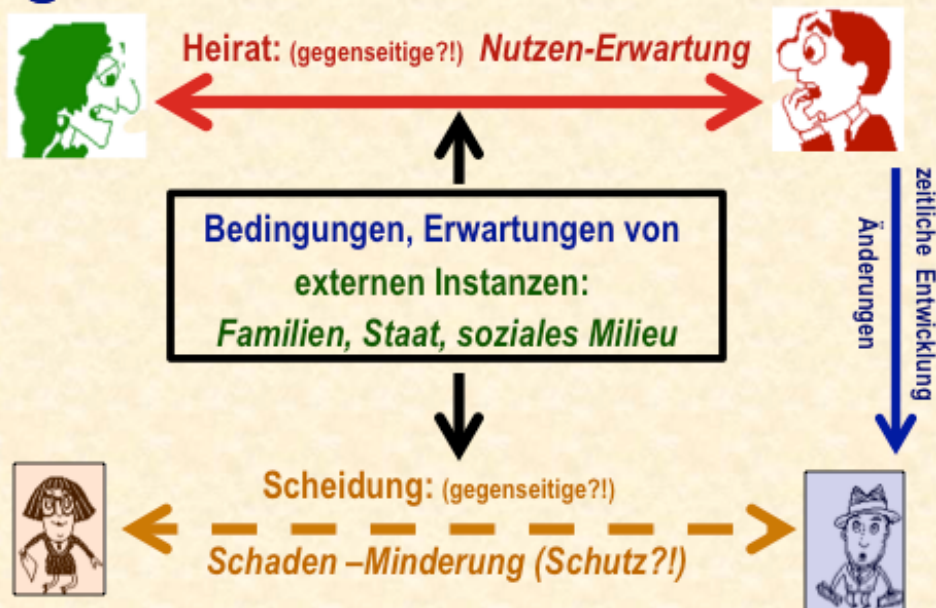 Heirat: (gegenseitige?!) Nutzen-Erwartung
Bedingungen, Erwartungen von
externen Instanzen:
Familien, Staat, soziales Milieu
zeitliche Entwicklung
Änderungen
Scheidung: (gegenseitige?!)
Schaden –Minderung (Schutz?!)